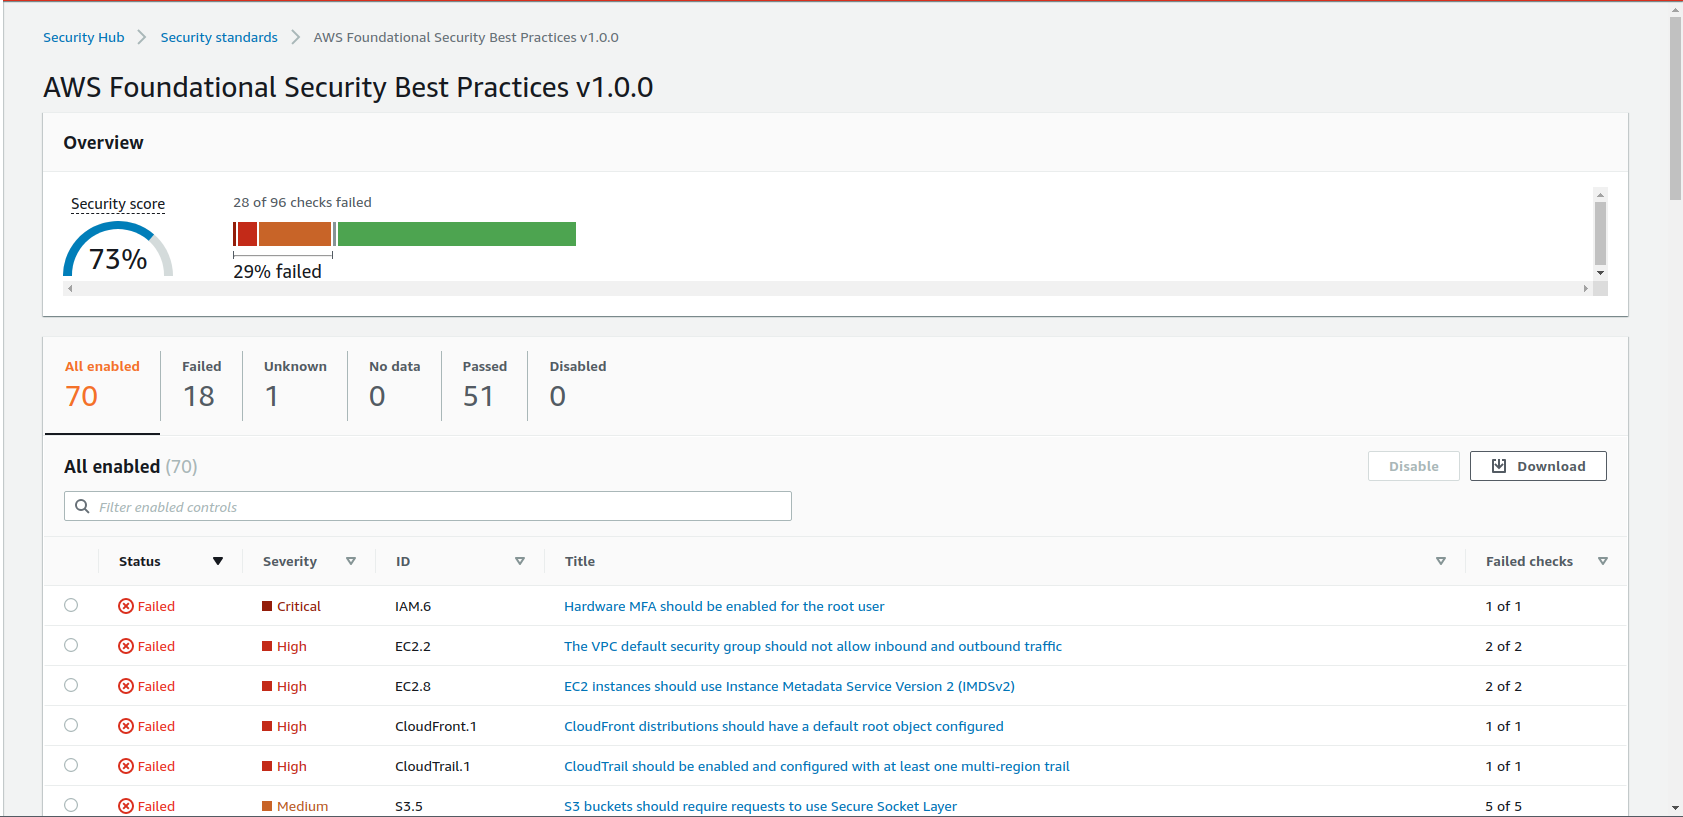 Security Hub > Security standards > AWS Foundational Security Best Practices v1.0.0
AWS Foundational Security Best Practices v1.0.0
Overview
Security score
73%
28 of 96 checks failed
29% failed
All enabled Failed Unknown No data Passed Disabled
70 18 1 0 51 0
All enabled (70)
Disable Download
Filter enabled controls
Status Severity ID Title Failed checks
Failed Critical IAM.6 Hardware MFA should be enabled for the root user 1 of 1
Failed High EC2.2 The VPC default security group should not allow inbound and outbound traffic 2 of 2
Failed High EC2.8 EC2 instances should use Instance Metadata Service Version 2 (IMDSv2) 2 of 2
Failed High CloudFront.1 CloudFront distributions should have a default root object configured 1 of 1
Failed High CloudTrail.1 CloudTrail should be enabled and configured with at least one multi-region trail 1 of 1
Failed Medium S3.5 S3 buckets should require requests to use Secure Socket Layer 5 of 5